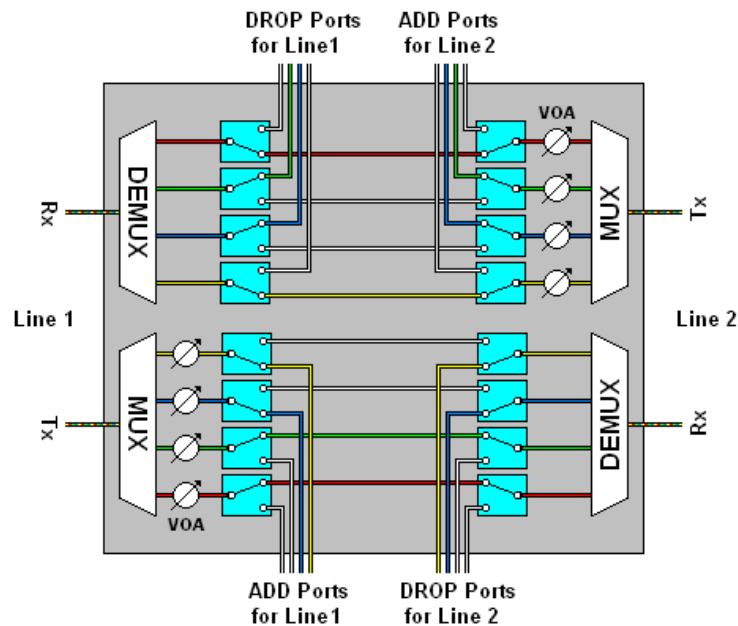 DROP Ports
for Line1
ADD Ports
for Line 2
VOA
DEMUX
MUX
Rx
Tx
Line 1
Line 2
MUX
DEMUX
Tx
Rx
VOA
ADD Ports
for Line1
DROP Ports
for Line 2